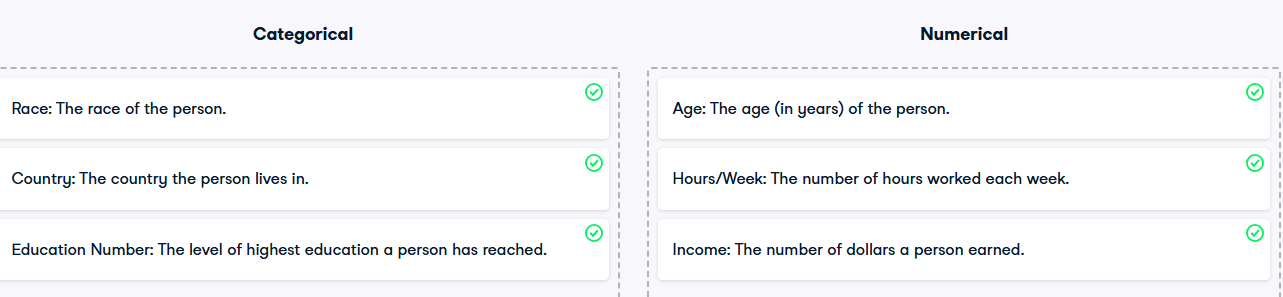 Categorical
Race: The race of the person.
Country: The country the person lives in.
Education Number: The level of highest education a person has reached.
Numerical
Age: The age (in years) of the person.
Hours/Week: The number of hours worked each week.
Income: The number of dollars a person earned.